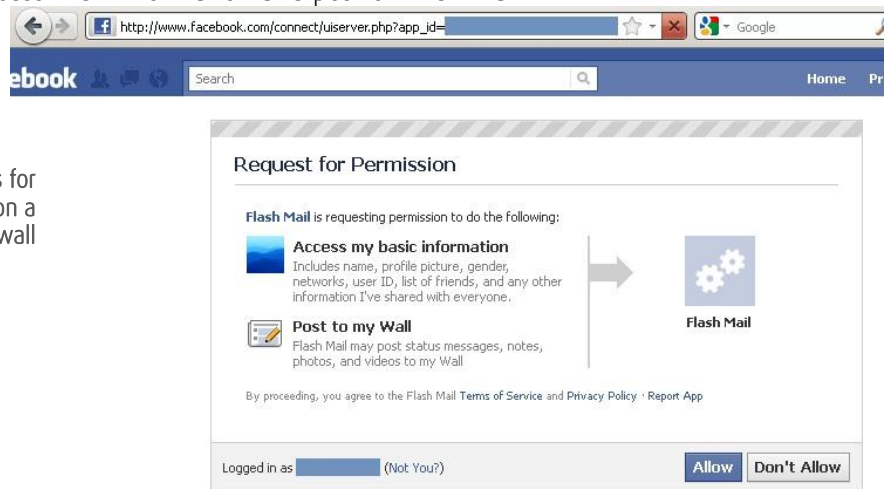 http://www.facebook.com/connect/uiserver.php?app_id=
Google
ebook
Search
Home
Pr
Request for Permission
s for
on a
wall
Flash Mail is requesting permission to do the following:
Access my basic information
Includes name, profile picture, gender,
networks, user ID, list of friends, and any other
information I've shared with everyone.
Post to my Wall
Flash Mail may post status messages, notes,
photos, and videos to my Wall
Flash Mail
By proceeding, you agree to the Flash Mail Terms of Service and Privacy Policy · Report App
Logged in as
(Not You?)
Allow
Don't Allow